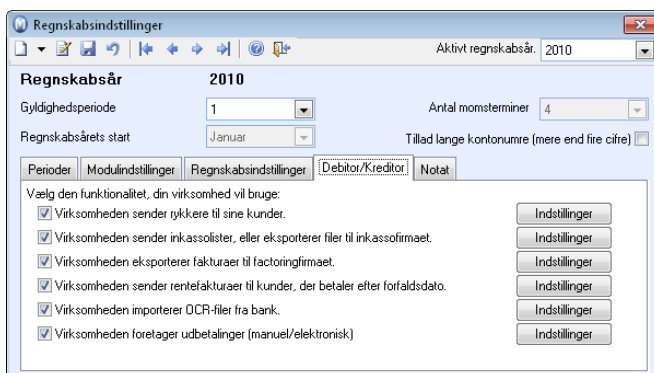 Regnskabsindstillinger
Aktivt regnskabsår. 2010
Regnskabsår 2010
Gyldighedsperiode 1 Antal momsterminer 4
Regnskabsårets start Januar Tillad lange kontonumre (mere end fire cifre)
Perioder Modulindstillinger Regnskabsindstillinger Debitor/Kreditor Notat
Vælg den funktionalitet, din virksomhed vil bruge:
Virksomheden sender rykkere til sine kunder. Indstillinger
Virksomheden sender inkassolister, eller eksporterer filer til inkassofirmaet. Indstillinger
Virksomheden eksporterer fakturaer til factoringfirmaet. Indstillinger
Virksomheden sender rentefakturaer til kunder, der betaler efter forfaldsdato. Indstillinger
Virksomheden importerer OCR-filer fra bank. Indstillinger
Virksomheden foretager udbetalinger (manuel/elektronisk) Indstillinger